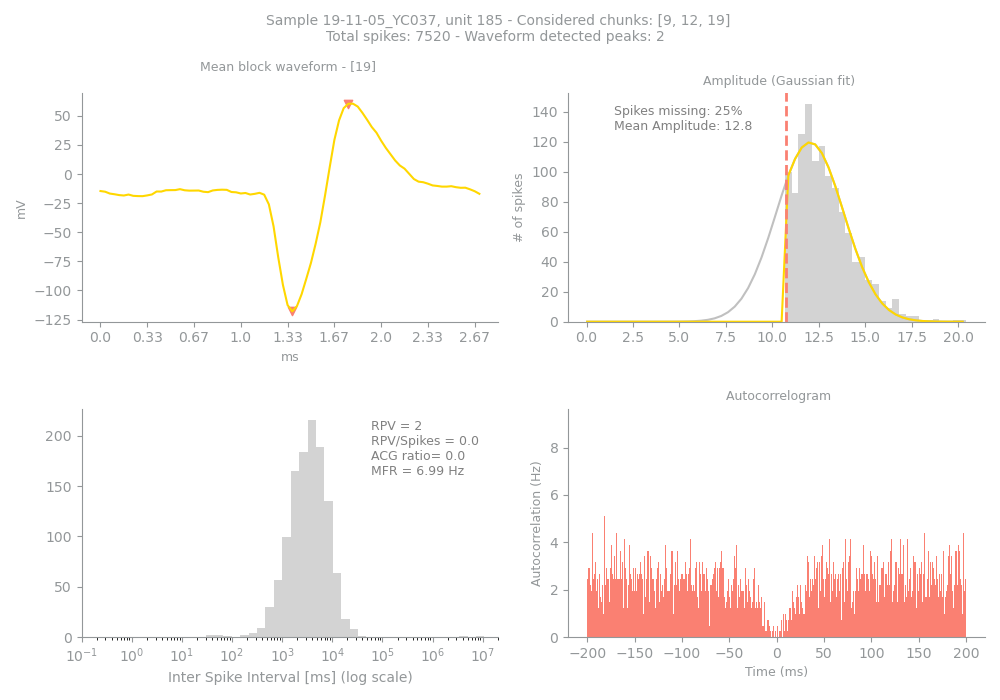 Sample 19-11-05_YC037, unit 185 - Considered chunks: [9, 12, 19]
Total spikes: 7520 - Waveform detected peaks: 2
Mean block waveform - [19]
50
25
0
−25
−50
−75
−100
−125
mV
0.0 0.33 0.67 1.0 1.33 1.67 2.0 2.33 2.67
ms
Amplitude (Gaussian fit)
Spikes missing: 25%
Mean Amplitude: 12.8
140
120
100
80
60
40
20
0
# of spikes
0.0 2.5 5.0 7.5 10.0 12.5 15.0 17.5 20.0
RPV = 2
RPV/Spikes = 0.0
ACG ratio= 0.0
MFR = 6.99 Hz
200
150
100
50
0
10⁻¹ 10⁰ 10¹ 10² 10³ 10⁴ 10⁵ 10⁶ 10⁷
Inter Spike Interval [ms] (log scale)
Autocorrelogram
8
6
4
2
0
Autocorrelation (Hz)
−200 −150 −100 −50 0 50 100 150 200
Time (ms)